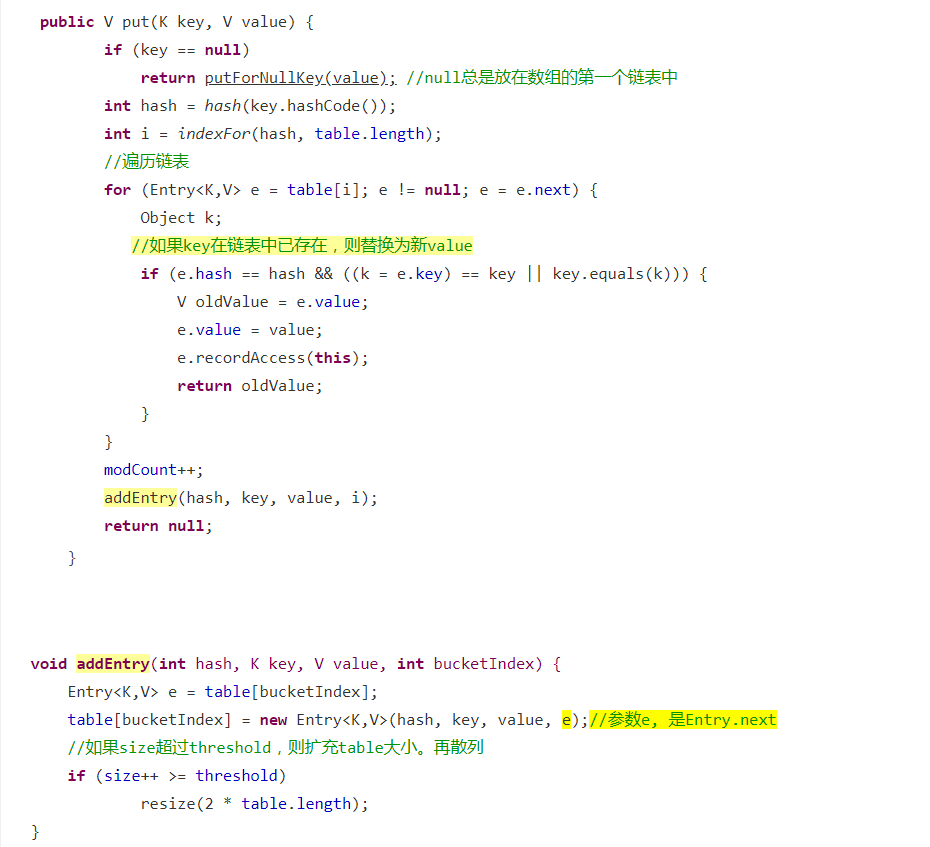 public V put(K key, V value) {
if (key == null)
return putForNullKey(value); //null总是放在数组的第一个链表中
int hash = hash(key.hashCode());
int i = indexFor(hash, table.length);
//遍历链表
for (Entry<K,V> e = table[i]; e != null; e = e.next) {
Object k;
//如果key在链表中已存在，则替换为新value
if (e.hash == hash && ((k = e.key) == key || key.equals(k))) {
V oldValue = e.value;
e.value = value;
e.recordAccess(this);
return oldValue;
}
}
modCount++;
addEntry(hash, key, value, i);
return null;
}
void addEntry(int hash, K key, V value, int bucketIndex) {
Entry<K,V> e = table[bucketIndex];
table[bucketIndex] = new Entry<K,V>(hash, key, value, e);//参数e, 是Entry.next
//如果size超过threshold，则扩充table大小。再散列
if (size++ >= threshold)
resize(2 * table.length);
}